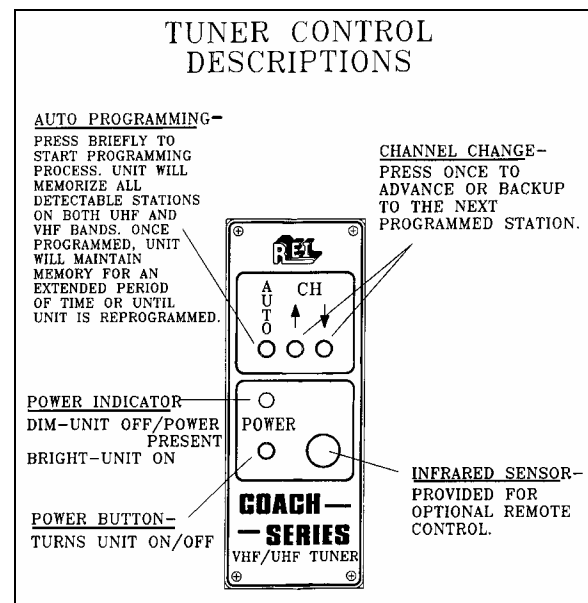 TUNER CONTROL
DESCRIPTIONS
AUTO PROGRAMMING-
PRESS BRIEFLY TO
START PROGRAMMING
PROCESS. UNIT WILL
MEMORIZE ALL
DETECTABLE STATIONS
ON BOTH UHF AND
VHF BANDS. ONCE
PROGRAMMED, UNIT
WILL MAINTAIN
MEMORY FOR AN
EXTENDED PERIOD
OF TIME OR UNTIL
UNIT IS REPROGRAMMED.
CHANNEL CHANGE-
PRESS ONCE TO
ADVANCE OR BACKUP
TO THE NEXT
PROGRAMMED STATION.
REI
AUTO
CH
POWER INDICATOR
DIM-UNIT OFF/POWER
PRESENT
BRIGHT-UNIT ON
POWER
POWER BUTTON-
TURNS UNIT ON/OFF
INFRARED SENSOR-
PROVIDED FOR
OPTIONAL REMOTE
CONTROL.
COACH-
-SERIES
VHF/UHF TUNER